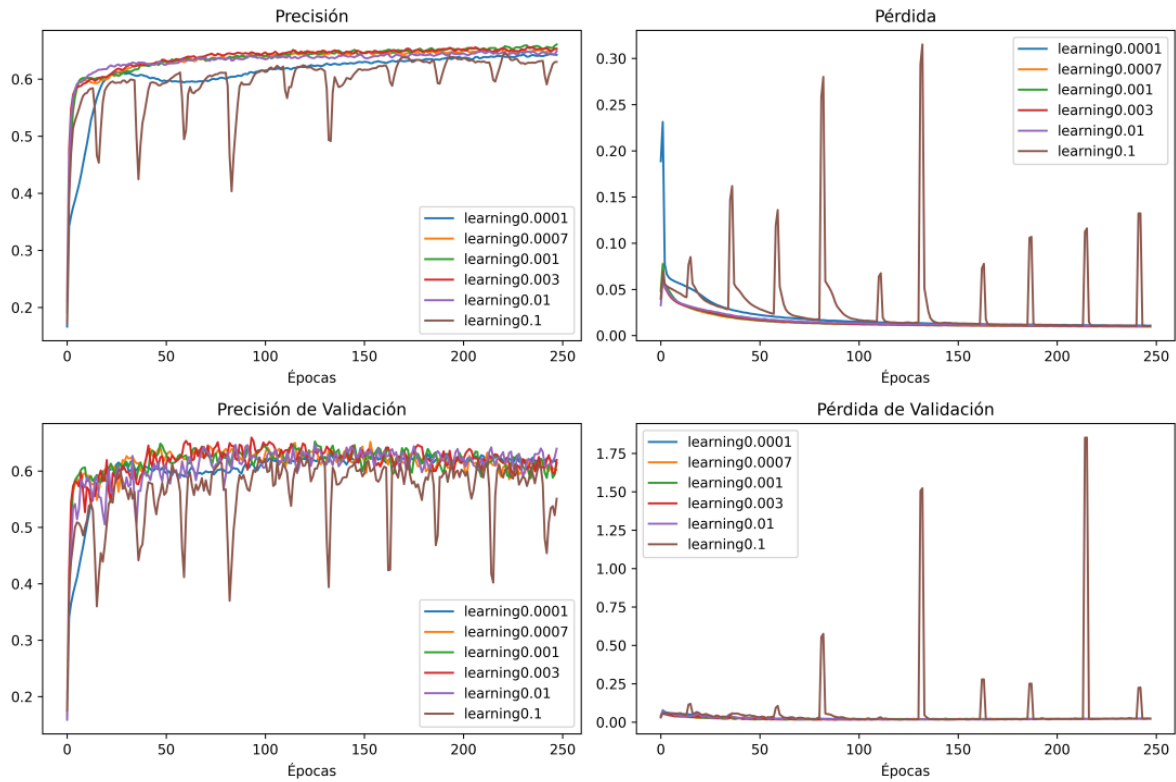 Precisión
0.6
0.5
0.4
0.3
0.2
0
50
100
150
200
250
Épocas
learning0.0001
learning0.0007
learning0.001
learning0.003
learning0.01
learning0.1
Pérdida
0.30
0.25
0.20
0.15
0.10
0.05
0.00
0
50
100
150
200
250
Épocas
learning0.0001
learning0.0007
learning0.001
learning0.003
learning0.01
learning0.1
Precisión de Validación
0.6
0.5
0.4
0.3
0.2
0
50
100
150
200
250
Épocas
learning0.0001
learning0.0007
learning0.001
learning0.003
learning0.01
learning0.1
Pérdida de Validación
1.75
1.50
1.25
1.00
0.75
0.50
0.25
0.00
0
50
100
150
200
250
Épocas
learning0.0001
learning0.0007
learning0.001
learning0.003
learning0.01
learning0.1